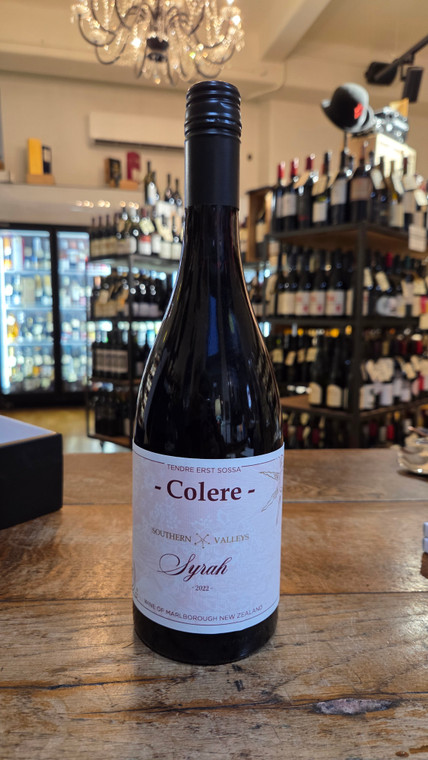 TENDRE ERST SOSSA
- Colere -
SOUTHERN VALLEYS
Syrah
- 2022 -
WINE OF MARLBOROUGH NEW ZEALAND